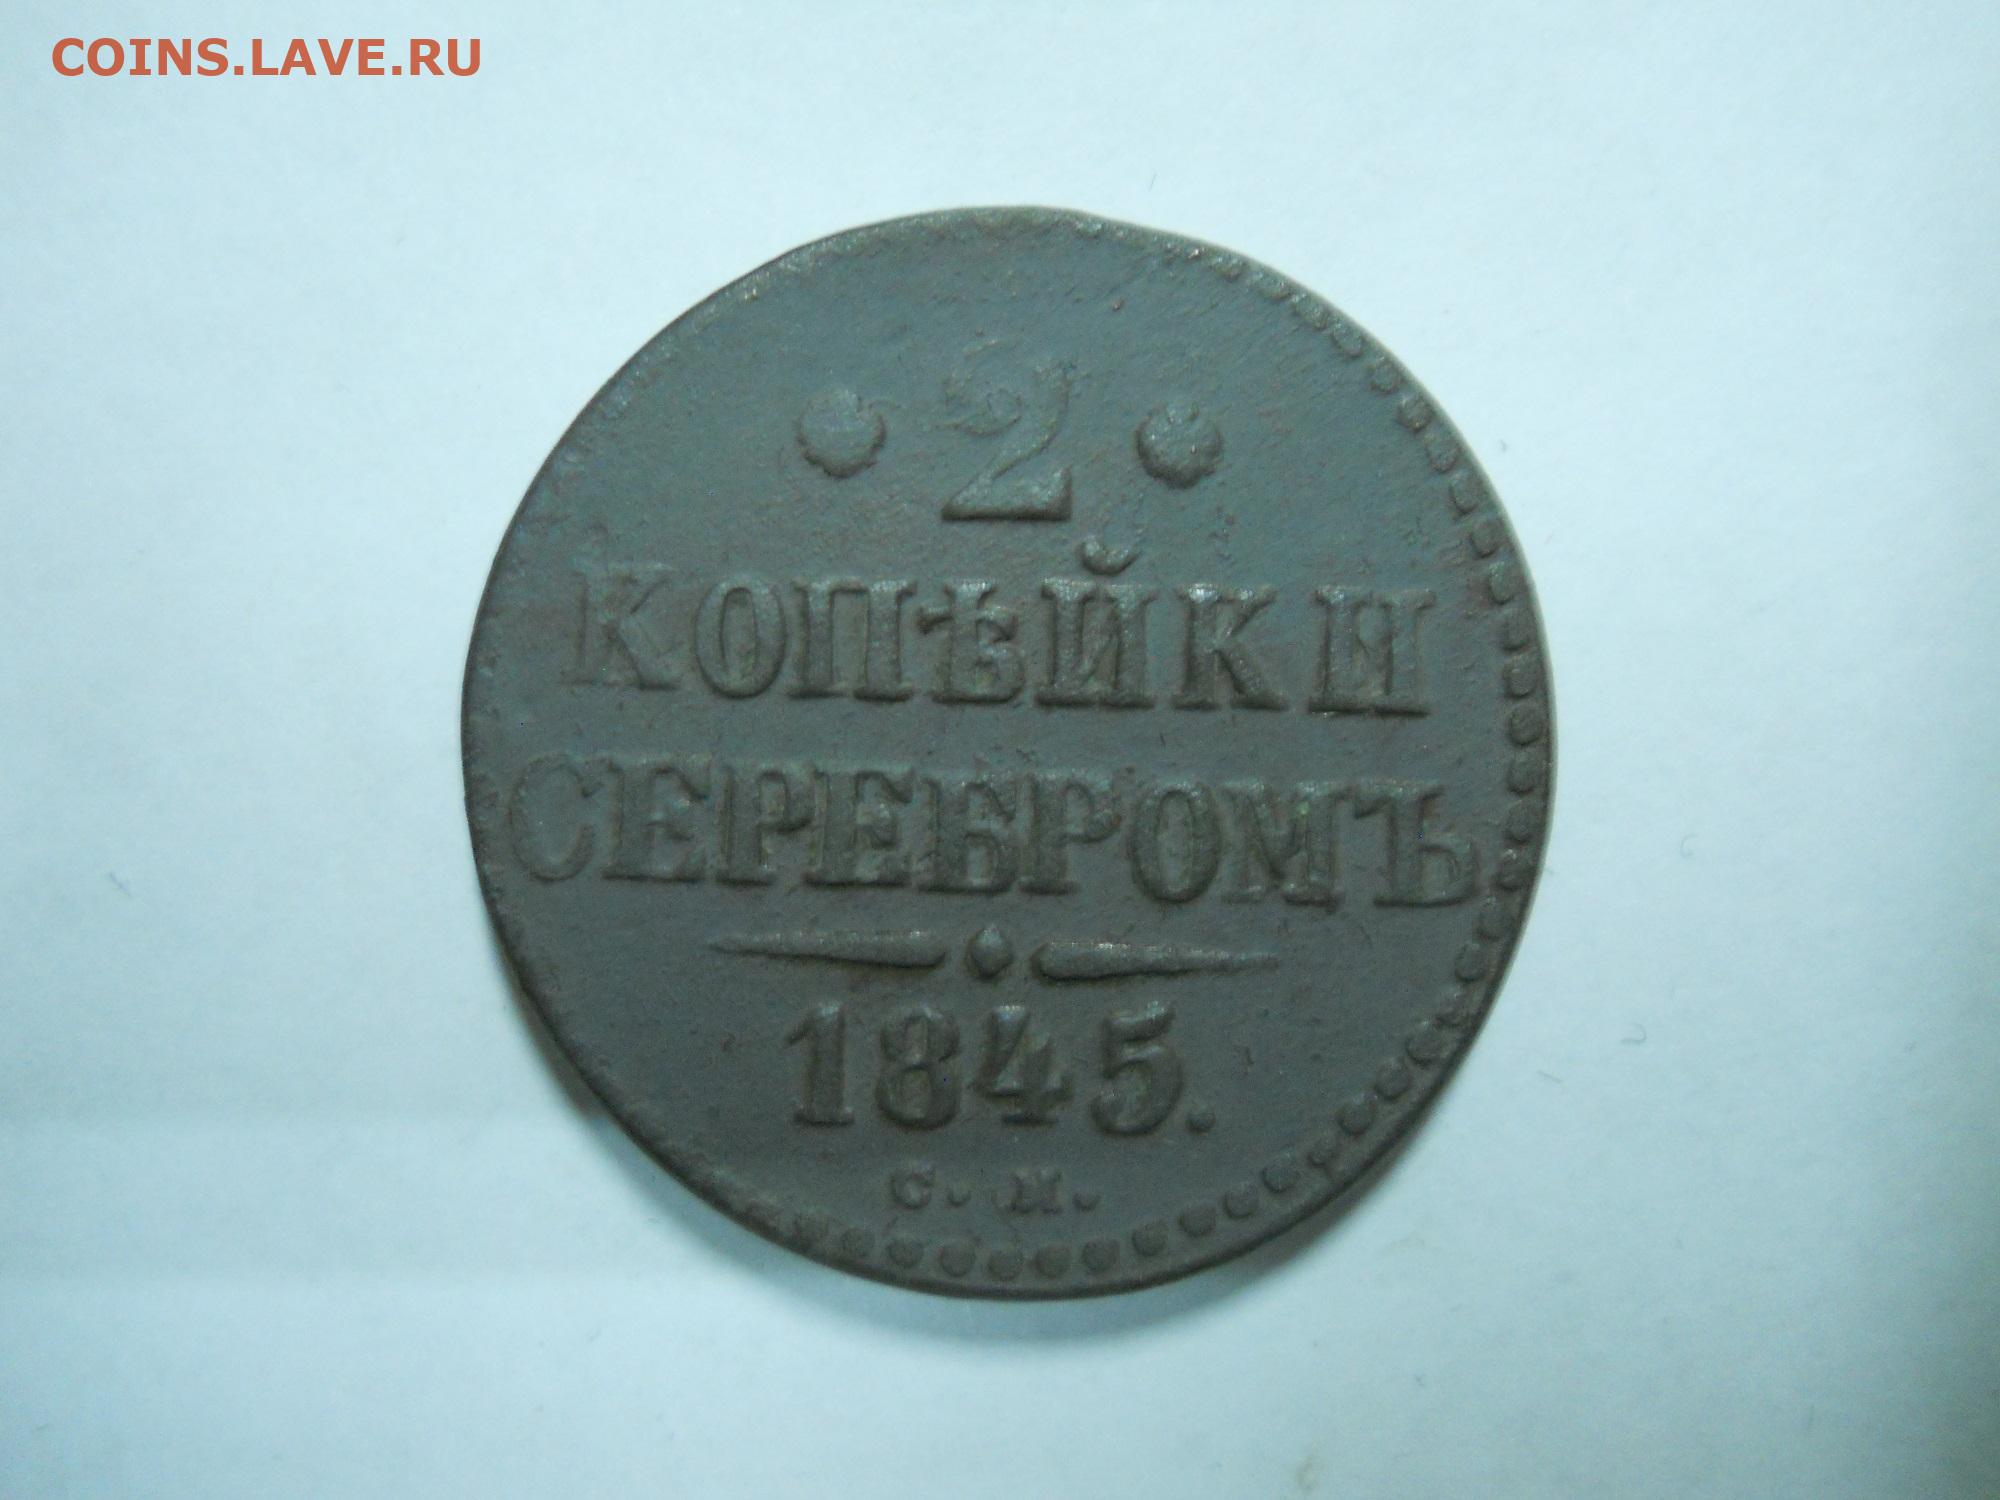 COINS.LAVE.RU
• 2 •
КОПѢЙКИ
СЕРЕБРОМЪ
1845.
С. М.